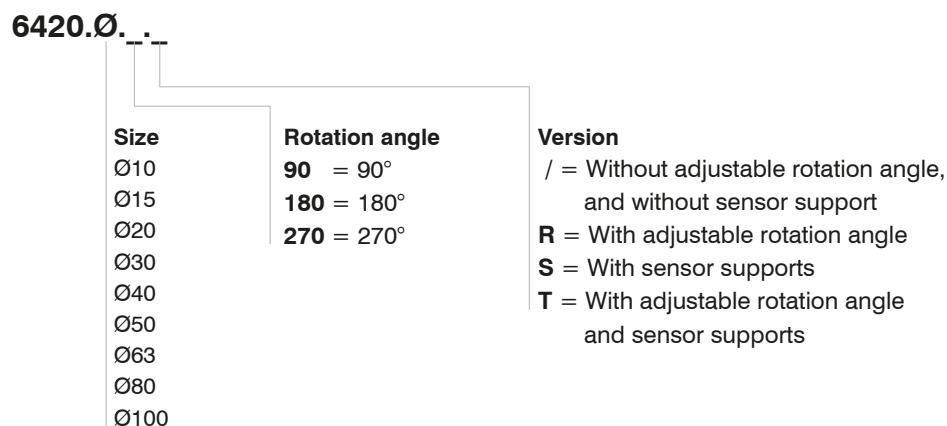 6420.Ø._._
Size
Ø10
Ø15
Ø20
Ø30
Ø40
Ø50
Ø63
Ø80
Ø100
Rotation angle
90 = 90°
180 = 180°
270 = 270°
Version
/ = Without adjustable rotation angle,
and without sensor support
R = With adjustable rotation angle
S = With sensor supports
T = With adjustable rotation angle
and sensor supports